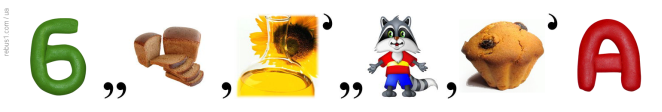 rebus1.com / ua
б ,, , ’ ,, , ’ А